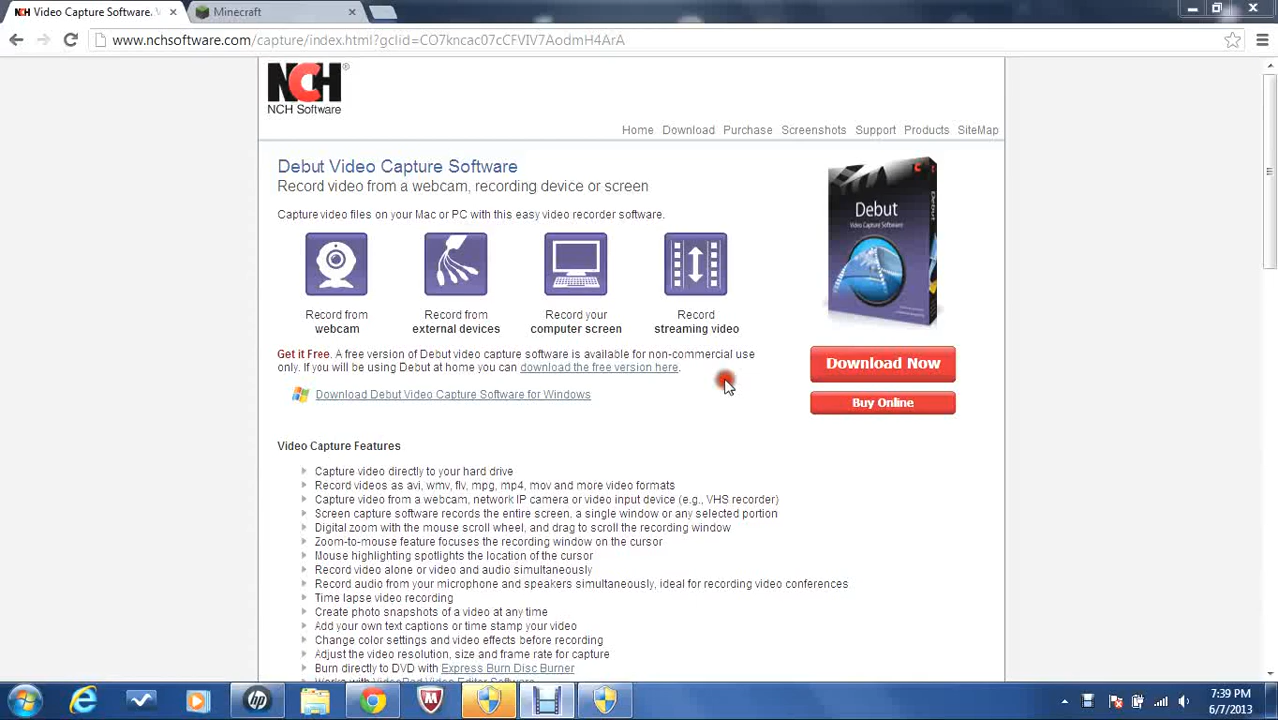 NCH Video Capture Software. V
Minecraft
www.nchsoftware.com/capture/index.html?gclid=CO7kncac07cCFVIV7AodmH4ArA
NCH®
NCH Software
Home Download Purchase Screenshots Support Products SiteMap
Debut Video Capture Software
Record video from a webcam, recording device or screen
Capture video files on your Mac or PC with this easy video recorder software.
Debut
Video Capture Software
Debut
Record from
webcam
Record from
external devices
Record your
computer screen
Record
streaming video
Get it Free. A free version of Debut video capture software is available for non-commercial use
only. If you will be using Debut at home you can download the free version here.
Download Now
Download Debut Video Capture Software for Windows
Buy Online
Video Capture Features
Capture video directly to your hard drive
Record videos as avi, wmv, flv, mpg, mp4, mov and more video formats
Capture video from a webcam, network IP camera or video input device (e.g., VHS recorder)
Screen capture software records the entire screen, a single window or any selected portion
Digital zoom with the mouse scroll wheel, and drag to scroll the recording window
Zoom-to-mouse feature focuses the recording window on the cursor
Mouse highlighting spotlights the location of the cursor
Record video alone or video and audio simultaneously
Record audio from your microphone and speakers simultaneously, ideal for recording video conferences
Time lapse video recording
Create photo snapshots of a video at any time
Add your own text captions or time stamp your video
Change color settings and video effects before recording
Adjust the video resolution, size and frame rate for capture
Burn directly to DVD with Express Burn Disc Burner
Works with VideoPad Video Editor Software
hp
7:39 PM
6/7/2013